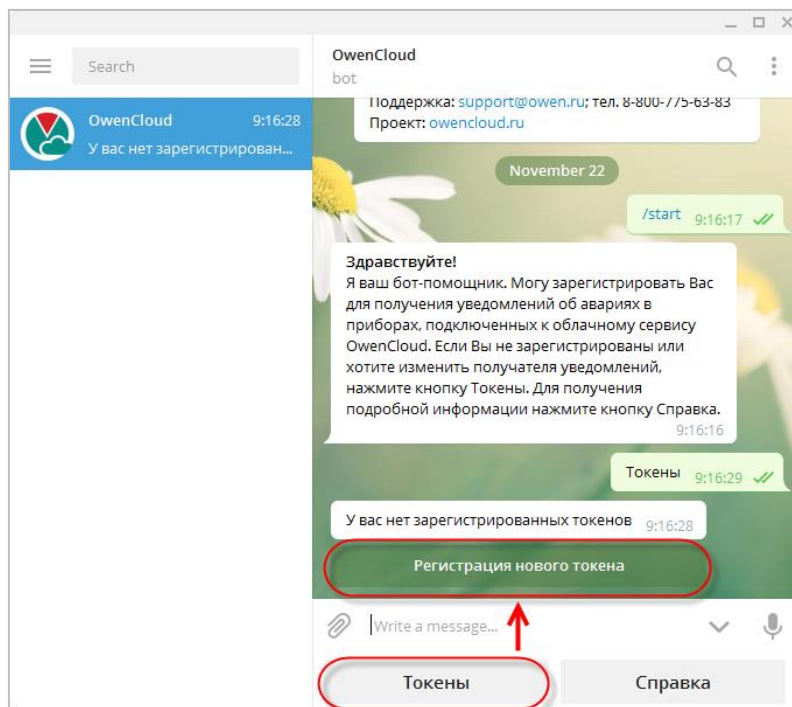 Search
OwenCloud
bot
OwenCloud 9:16:28
У вас нет зарегистрирован...
Поддержка: support@owen.ru; тел. 8-800-775-63-83
Проект: owencloud.ru
November 22
/start 9:16:17
Здравствуйте!
Я ваш бот-помощник. Могу зарегистрировать Вас
для получения уведомлений об авариях в
приборах, подключенных к облачному сервису
OwenCloud. Если Вы не зарегистрированы или
хотите изменить получателя уведомлений,
нажмите кнопку Токены. Для получения
подробной информации нажмите кнопку Справка.
9:16:16
Токены 9:16:29
У вас нет зарегистрированных токенов 9:16:28
Регистрация нового токена
Write a message...
Токены
Справка